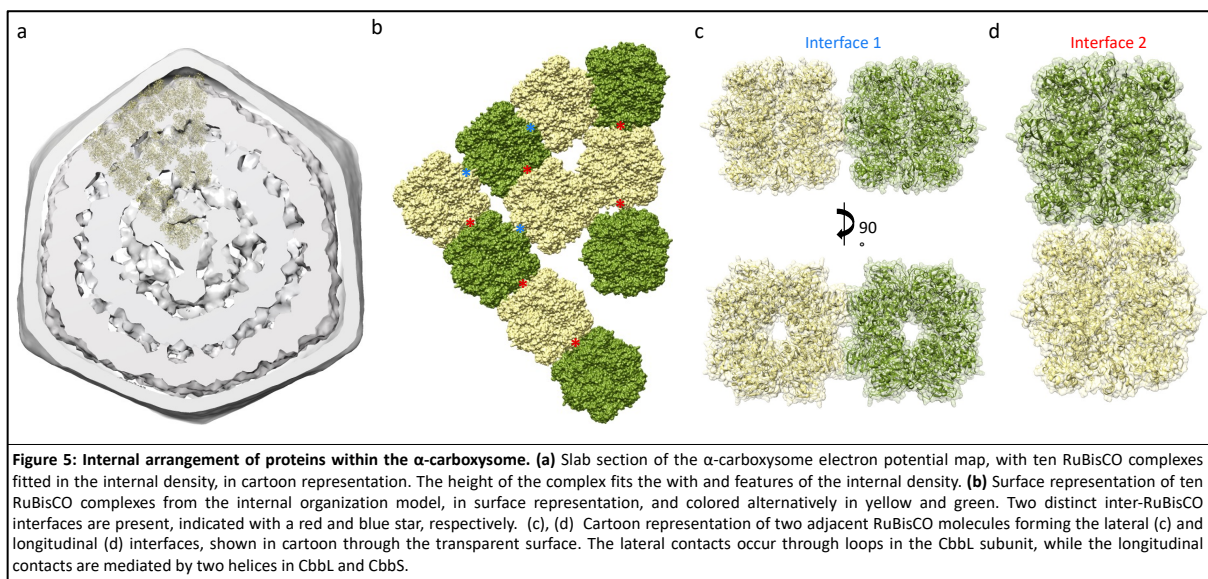 a
b
c
d
Interface 1
Interface 2
90
°
Figure 5: Internal arrangement of proteins within the α-carboxysome. (a) Slab section of the α-carboxysome electron potential map, with ten RuBisCO complexes
fitted in the internal density, in cartoon representation. The height of the complex fits the with and features of the internal density. (b) Surface representation of ten
RuBisCO complexes from the internal organization model, in surface representation, and colored alternatively in yellow and green. Two distinct inter-RuBisCO
interfaces are present, indicated with a red and blue star, respectively. (c), (d) Cartoon representation of two adjacent RuBisCO molecules forming the lateral (c) and
longitudinal (d) interfaces, shown in cartoon through the transparent surface. The lateral contacts occur through loops in the CbbL subunit, while the longitudinal
contacts are mediated by two helices in CbbL and CbbS.